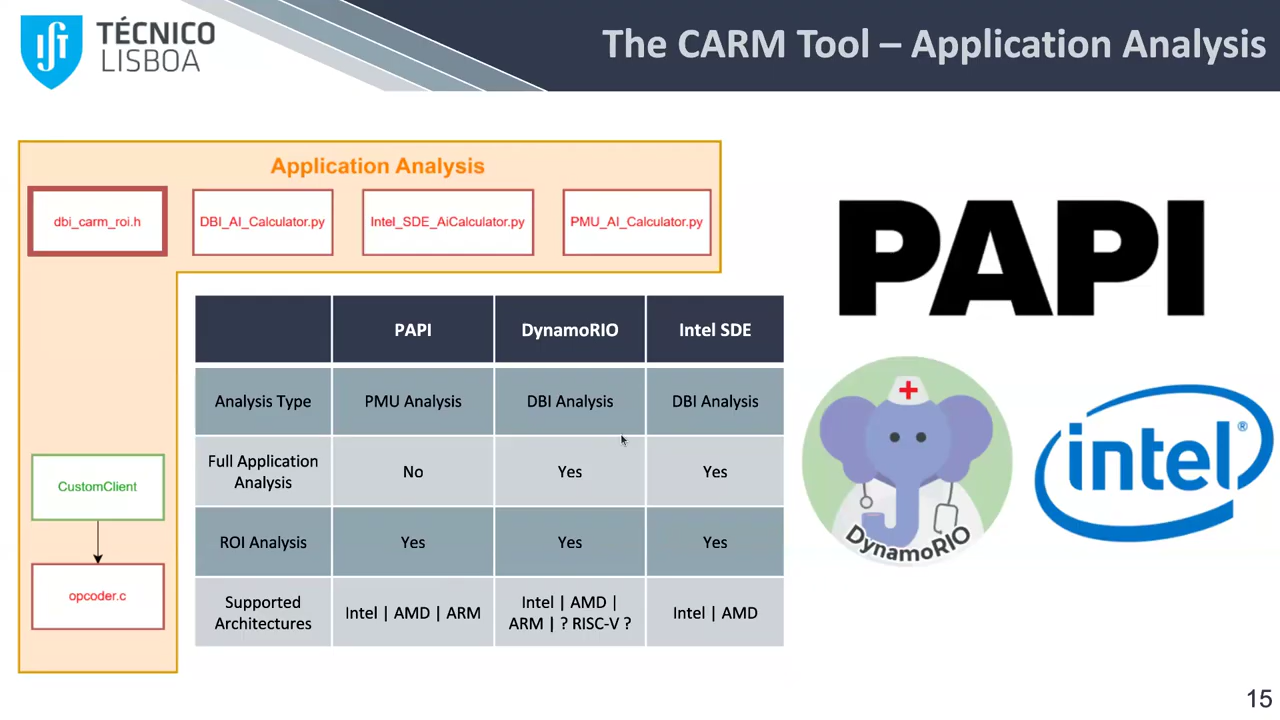 TÉCNICO
LISBOA
The CARM Tool – Application Analysis
Application Analysis
dbi_carm_roi.h
DBI_AI_Calculator.py
Intel_SDE_AiCalculator.py
PMU_AI_Calculator.py
CustomClient
opcoder.c
PAPI
DynamoRIO
Intel SDE
Analysis Type
PMU Analysis
DBI Analysis
DBI Analysis
Full Application
Analysis
No
Yes
Yes
ROI Analysis
Yes
Yes
Yes
Supported
Architectures
Intel | AMD | ARM
Intel | AMD |
ARM | ? RISC-V ?
Intel | AMD
PAPI
DynamoRIO
intel®
15